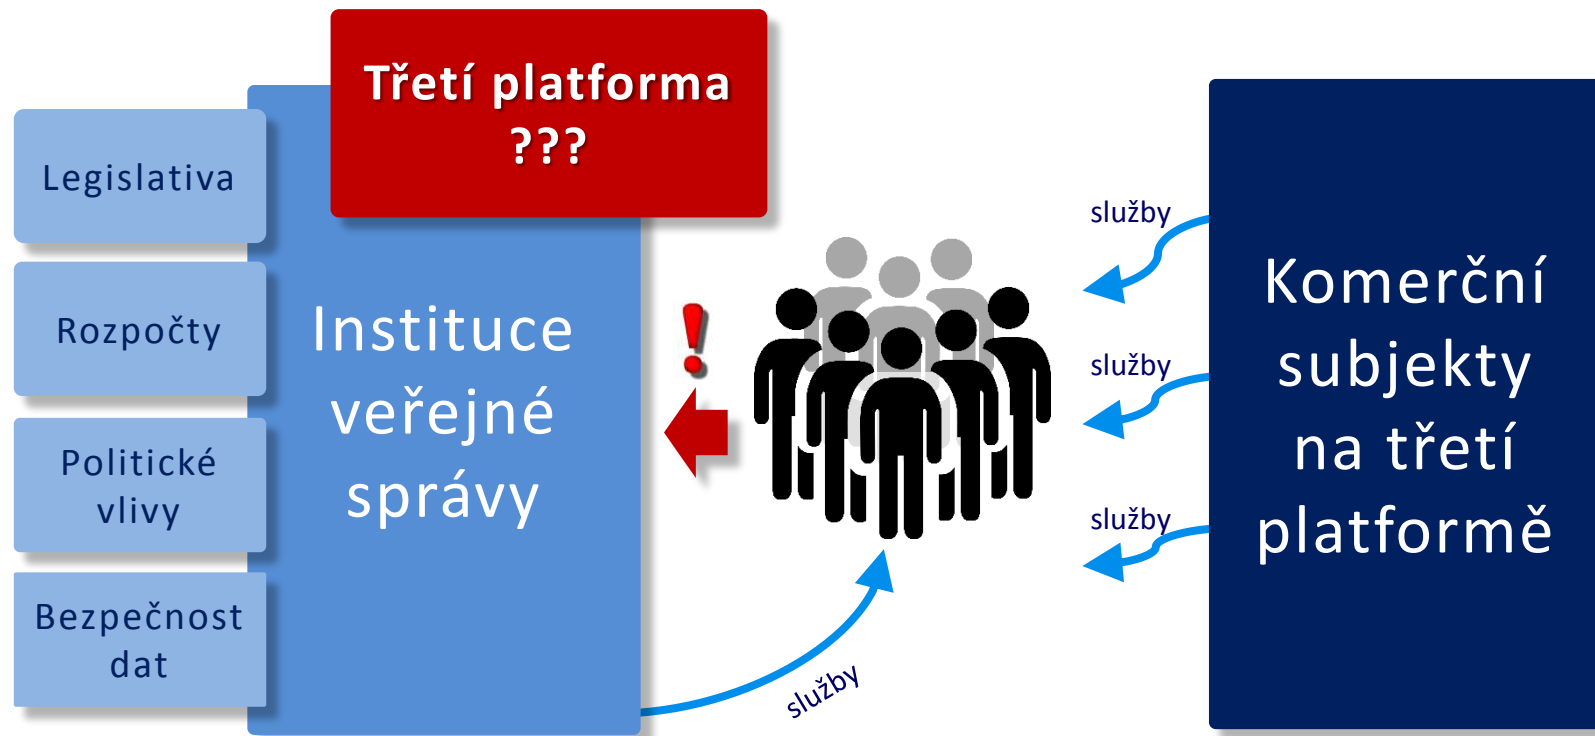 Třetí platforma
???
Legislativa
Rozpočty
Politické
vlivy
Bezpečnost
dat
Instituce
veřejné
správy
služby
služby
služby
služby
Komerční
subjekty
na třetí
platformě